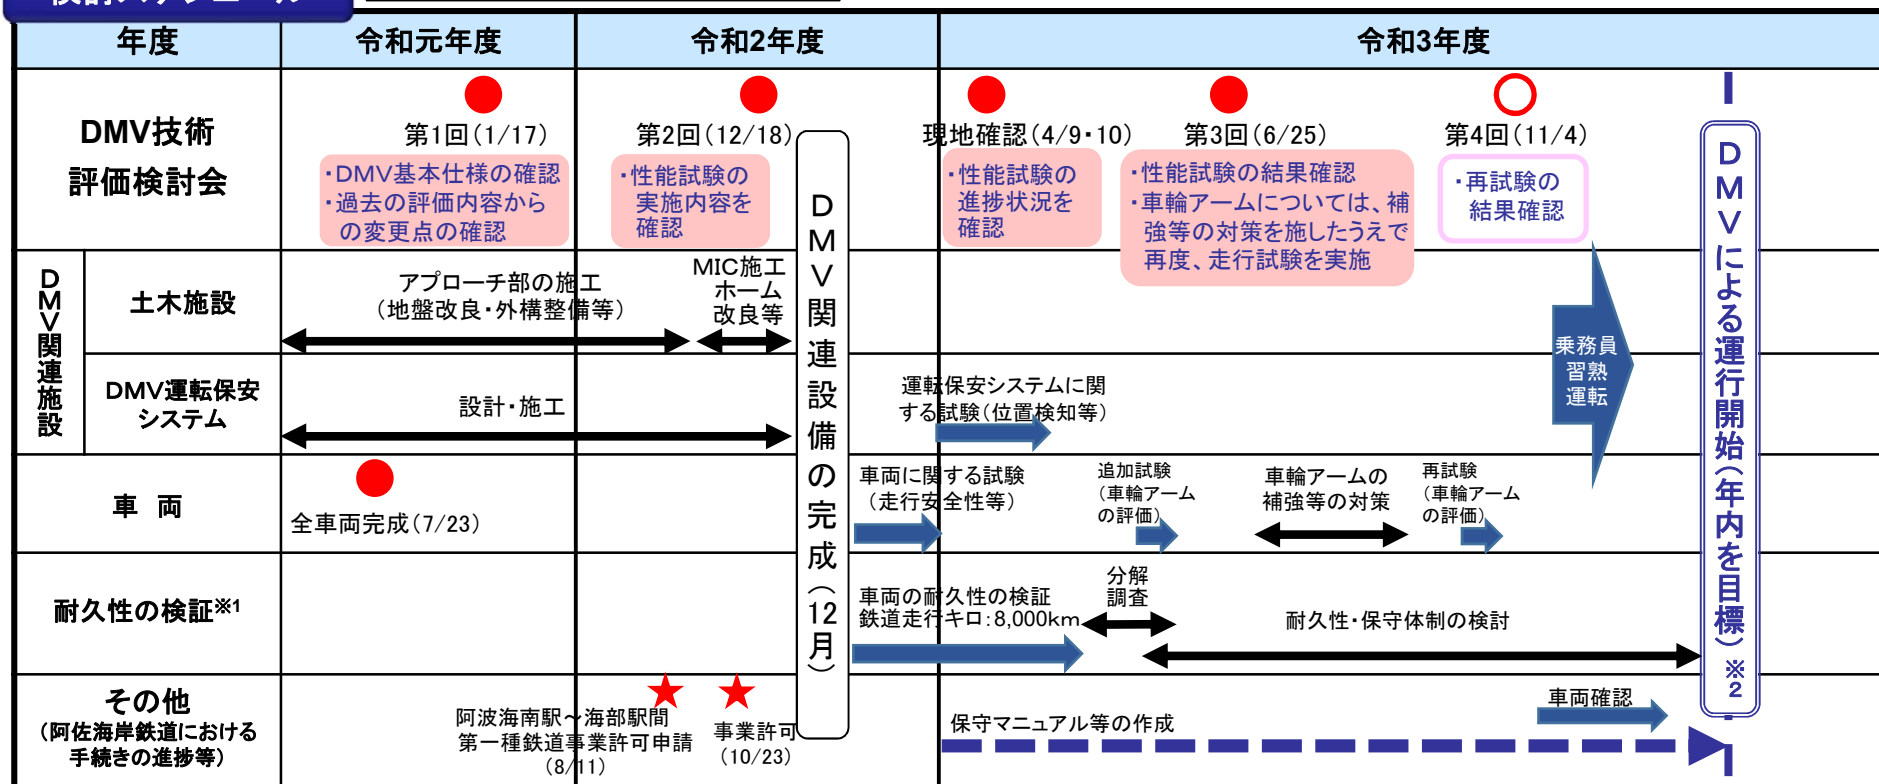 年度
令和元年度
令和2年度
令和3年度
DMV技術
評価検討会
第1回(1/17)
・DMV基本仕様の確認
・過去の評価内容から
の変更点の確認
第2回(12/18)
・性能試験の
実施内容を
確認
現地確認(4/9・10)
・性能試験の
進捗状況を
確認
第3回(6/25)
・性能試験の結果確認
・車輪アームについては、補
強等の対策を施したうえで
再度、走行試験を実施
第4回(11/4)
・再試験の
結果確認
DMV関連設備の完成(12月)
DMVによる運行開始(年内を目標)※2
DMV関連施設
土木施設
アプローチ部の施工
(地盤改良・外構整備等)
MIC施工
ホーム
改良等
乗務員
習熟
運転
DMV運転保安
システム
設計・施工
運転保安システムに関
する試験(位置検知等)
車 両
全車両完成(7/23)
車両に関する試験
(走行安全性等)
追加試験
(車輪アーム
の評価)
車輪アームの
補強等の対策
再試験
(車輪アーム
の評価)
耐久性の検証※1
車両の耐久性の検証
鉄道走行キロ:8,000km
分解
調査
耐久性・保守体制の検討
その他
(阿佐海岸鉄道における
手続きの進捗等)
阿波海南駅~海部駅間
第一種鉄道事業許可申請
(8/11)
事業許可
(10/23)
保守マニュアル等の作成
車両確認